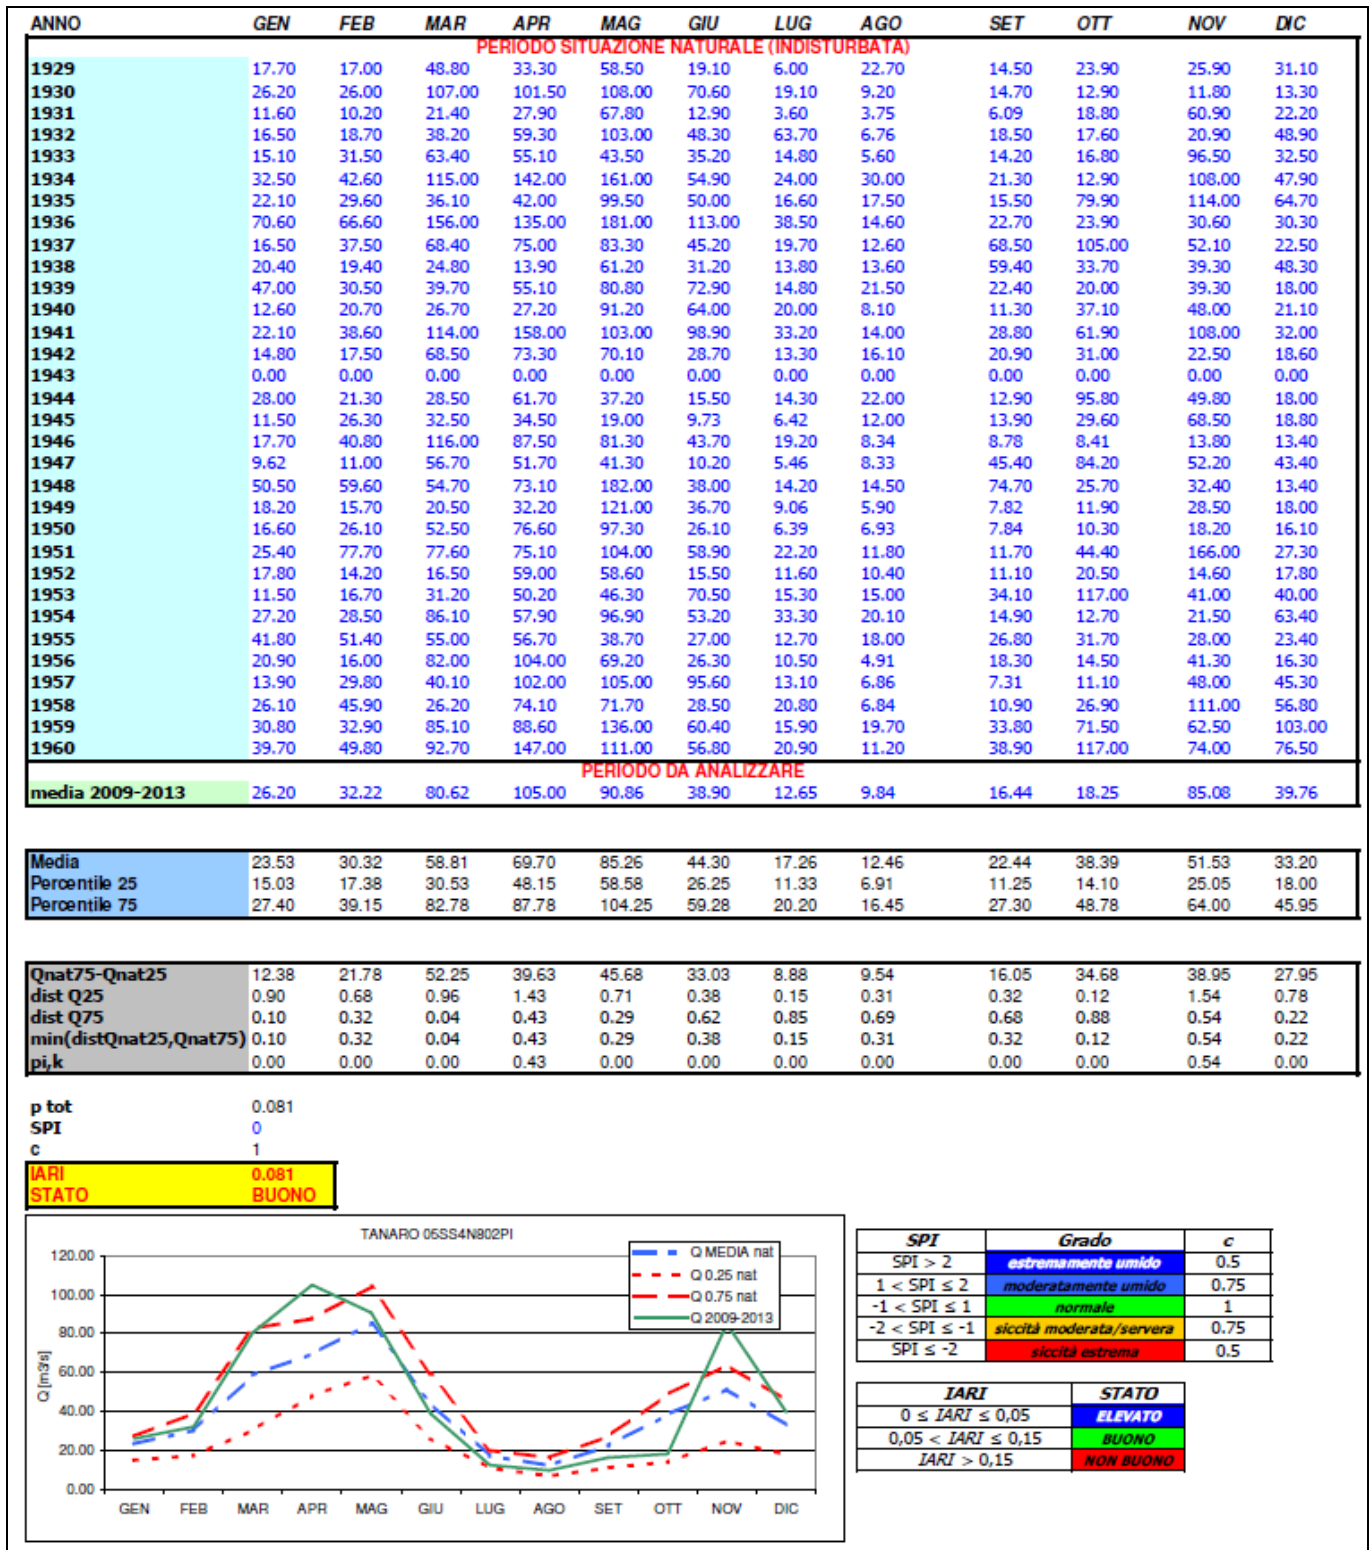 ANNO GEN FEB MAR APR MAG GIU LUG AGO SET OTT NOV DIC
PERIODO SITUAZIONE NATURALE (INDISTURBATA)
1929 17.70 17.00 48.80 33.30 58.50 19.10 6.00 22.70 14.50 23.90 25.90 31.10
1930 26.20 26.00 107.00 101.50 108.00 70.60 19.10 9.20 14.70 12.90 11.80 13.30
1931 11.60 10.20 21.40 27.90 67.80 12.90 3.60 3.75 6.09 18.80 60.90 22.20
1932 16.50 18.70 38.20 59.30 103.00 48.30 63.70 6.76 18.50 17.60 20.90 48.90
1933 15.10 31.50 63.40 55.10 43.50 35.20 14.80 5.60 14.20 16.80 96.50 32.50
1934 32.50 42.60 115.00 142.00 161.00 54.90 24.00 30.00 21.30 12.90 108.00 47.90
1935 22.10 29.60 36.10 42.00 99.50 50.00 16.60 17.50 15.50 79.90 114.00 64.70
1936 70.60 66.60 156.00 135.00 181.00 113.00 38.50 14.60 22.70 23.90 30.60 30.30
1937 16.50 37.50 68.40 75.00 83.30 45.20 19.70 12.60 68.50 105.00 52.10 22.50
1938 20.40 19.40 24.80 13.90 61.20 31.20 13.80 13.60 59.40 33.70 39.30 48.30
1939 47.00 30.50 39.70 55.10 80.80 72.90 14.80 21.50 22.40 20.00 39.30 18.00
1940 12.60 20.70 26.70 27.20 91.20 64.00 20.00 8.10 11.30 37.10 48.00 21.10
1941 22.10 38.60 114.00 158.00 103.00 98.90 33.20 14.00 28.80 61.90 108.00 32.00
1942 14.80 17.50 68.50 73.30 70.10 28.70 13.30 16.10 20.90 31.00 22.50 18.60
1943 0.00 0.00 0.00 0.00 0.00 0.00 0.00 0.00 0.00 0.00 0.00 0.00
1944 28.00 21.30 28.50 61.70 37.20 15.50 14.30 22.00 12.90 95.80 49.80 18.00
1945 11.50 26.30 32.50 34.50 19.00 9.73 6.42 12.00 13.90 29.60 68.50 18.80
1946 17.70 40.80 116.00 87.50 81.30 43.70 19.20 8.34 8.78 8.41 13.80 13.40
1947 9.62 11.00 56.70 51.70 41.30 10.20 5.46 8.33 45.40 84.20 52.20 43.40
1948 50.50 59.60 54.70 73.10 182.00 38.00 14.20 14.50 74.70 25.70 32.40 13.40
1949 18.20 15.70 20.50 32.20 121.00 36.70 9.06 5.90 7.82 11.90 28.50 18.00
1950 16.60 26.10 52.50 76.60 97.30 26.10 6.39 6.93 7.84 10.30 18.20 16.10
1951 25.40 77.70 77.60 75.10 104.00 58.90 22.20 11.80 11.70 44.40 166.00 27.30
1952 17.80 14.20 16.50 59.00 58.60 15.50 11.60 10.40 11.10 20.50 14.60 17.80
1953 11.50 16.70 31.20 50.20 46.30 70.50 15.30 15.00 34.10 117.00 41.00 40.00
1954 27.20 28.50 86.10 57.90 96.90 53.20 33.30 20.10 14.90 12.70 21.50 63.40
1955 41.80 51.40 55.00 56.70 38.70 27.00 12.70 18.00 26.80 31.70 28.00 23.40
1956 20.90 16.00 82.00 104.00 69.20 26.30 10.50 4.91 18.30 14.50 41.30 16.30
1957 13.90 29.80 40.10 102.00 105.00 95.60 13.10 6.86 7.31 11.10 48.00 45.30
1958 26.10 45.90 26.20 74.10 71.70 28.50 20.80 6.84 10.90 26.90 111.00 56.80
1959 30.80 32.90 85.10 88.60 136.00 60.40 15.90 19.70 33.80 71.50 62.50 103.00
1960 39.70 49.80 92.70 147.00 111.00 56.80 20.90 11.20 38.90 117.00 74.00 76.50
PERIODO DA ANALIZZARE
media 2009-2013 26.20 32.22 80.62 105.00 90.86 38.90 12.65 9.84 16.44 18.25 85.08 39.76
Media 23.53 30.32 58.81 69.70 85.26 44.30 17.26 12.46 22.44 38.39 51.53 33.20
Percentile 25 15.03 17.38 30.53 48.15 58.58 26.25 11.33 6.91 11.25 14.10 25.05 18.00
Percentile 75 27.40 39.15 82.78 87.78 104.25 59.28 20.20 16.45 27.30 48.78 64.00 45.95
Qnat75-Qnat25 12.38 21.78 52.25 39.63 45.68 33.03 8.88 9.54 16.05 34.68 38.95 27.95
dist Q25 0.90 0.68 0.96 1.43 0.71 0.38 0.15 0.31 0.32 0.12 1.54 0.78
dist Q75 0.10 0.32 0.04 0.43 0.29 0.62 0.85 0.69 0.68 0.88 0.54 0.22
min(distQnat25,Qnat75) 0.10 0.32 0.04 0.43 0.29 0.38 0.15 0.31 0.32 0.12 0.54 0.22
pi,k 0.00 0.00 0.00 0.43 0.00 0.00 0.00 0.00 0.00 0.00 0.54 0.00
p tot 0.081
SPI 0
c 1
IARI 0.081
STATO BUONO
TANARO 05SS4N802PI
Q MEDIA nat
Q 0.25 nat
Q 0.75 nat
Q 2009-2013
Q [m3/s]
120.00
100.00
80.00
60.00
40.00
20.00
0.00
GEN FEB MAR APR MAG GIU LUG AGO SET OTT NOV DIC
SPI Grado c
SPI > 2 estremamente umido 0.5
1 < SPI ≤ 2 moderatamente umido 0.75
-1 < SPI ≤ 1 normale 1
-2 < SPI ≤ -1 siccità moderata/servera 0.75
SPI ≤ -2 siccità estrema 0.5
IARI STATO
0 ≤ IARI ≤ 0,05 ELEVATO
0,05 < IARI ≤ 0,15 BUONO
IARI > 0,15 NON BUONO